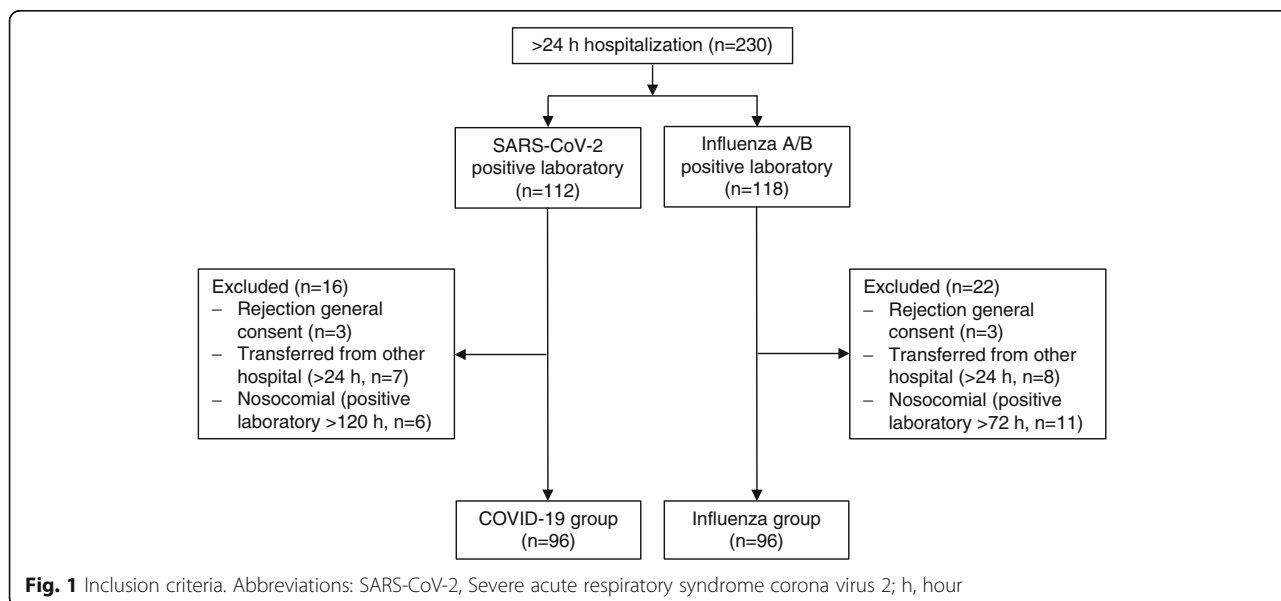 >24 h hospitalization (n=230)
SARS-CoV-2
positive laboratory
(n=112)
Influenza A/B
positive laboratory
(n=118)
Excluded (n=16)
– Rejection general
consent (n=3)
– Transferred from other
hospital (>24 h, n=7)
– Nosocomial (positive
laboratory >120 h, n=6)
Excluded (n=22)
– Rejection general
consent (n=3)
– Transferred from other
hospital (>24 h, n=8)
– Nosocomial (positive
laboratory >72 h, n=11)
COVID-19 group
(n=96)
Influenza group
(n=96)
Fig. 1 Inclusion criteria. Abbreviations: SARS-CoV-2, Severe acute respiratory syndrome corona virus 2; h, hour